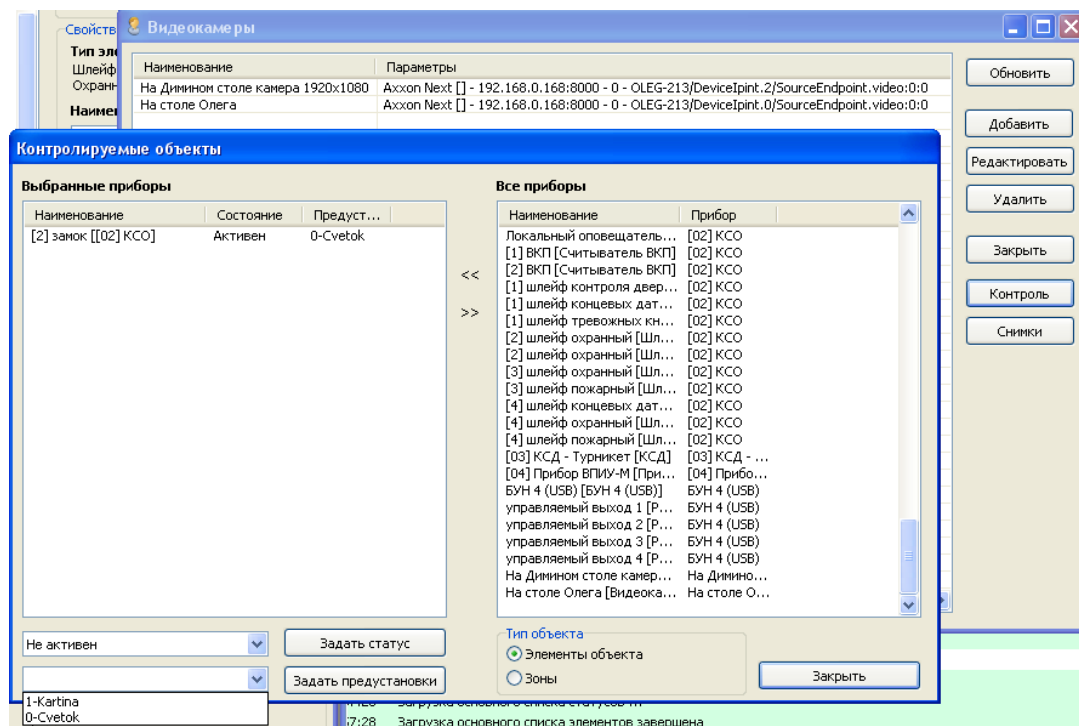 Свойств
Видеокамеры
Тип эле
Шлейф
Охранн
Наимен
Наименование Параметры
На Димином столе камера 1920x1080 Axxon Next [] - 192.168.0.168:8000 - 0 - OLEG-213/DeviceIpint.2/SourceEndpoint.video:0:0
На столе Олега Axxon Next [] - 192.168.0.168:8000 - 0 - OLEG-213/DeviceIpint.0/SourceEndpoint.video:0:0
Обновить
Добавить
Редактировать
Удалить
Закрыть
Контроль
Снимки
Контролируемые объекты
Выбранные приборы
Наименование Состояние Предуст...
[2] замок [[02] КСО] Активен 0-Cvetok
<<
>>
Все приборы
Наименование Прибор
Локальный оповещатель... [02] КСО
[1] ВКП [Считыватель ВКП] [02] КСО
[2] ВКП [Считыватель ВКП] [02] КСО
[1] шлейф контроля двер... [02] КСО
[1] шлейф концевых дат... [02] КСО
[1] шлейф тревожных кн... [02] КСО
[2] шлейф охранный [Шл... [02] КСО
[2] шлейф охранный [Шл... [02] КСО
[3] шлейф охранный [Шл... [02] КСО
[3] шлейф пожарный [Шл... [02] КСО
[4] шлейф концевых дат... [02] КСО
[4] шлейф охранный [Шл... [02] КСО
[4] шлейф пожарный [Шл... [02] КСО
[03] КСД - Турникет [КСД] [03] КСД - ...
[04] Прибор ВПИУ-М [При... [04] Прибо...
БУН 4 (USB) [БУН 4 (USB)] БУН 4 (USB)
управляемый выход 1 [Р... БУН 4 (USB)
управляемый выход 2 [Р... БУН 4 (USB)
управляемый выход 3 [Р... БУН 4 (USB)
управляемый выход 4 [Р... БУН 4 (USB)
На Димином столе камер... На Димино...
На столе Олега [Видеока... На столе О...
Не активен
Задать статус
Задать предустановки
1-Kartina
0-Cvetok
Тип объекта
Элементы объекта
Зоны
Закрыть
7:28 Загрузка основного списка элементов завершена